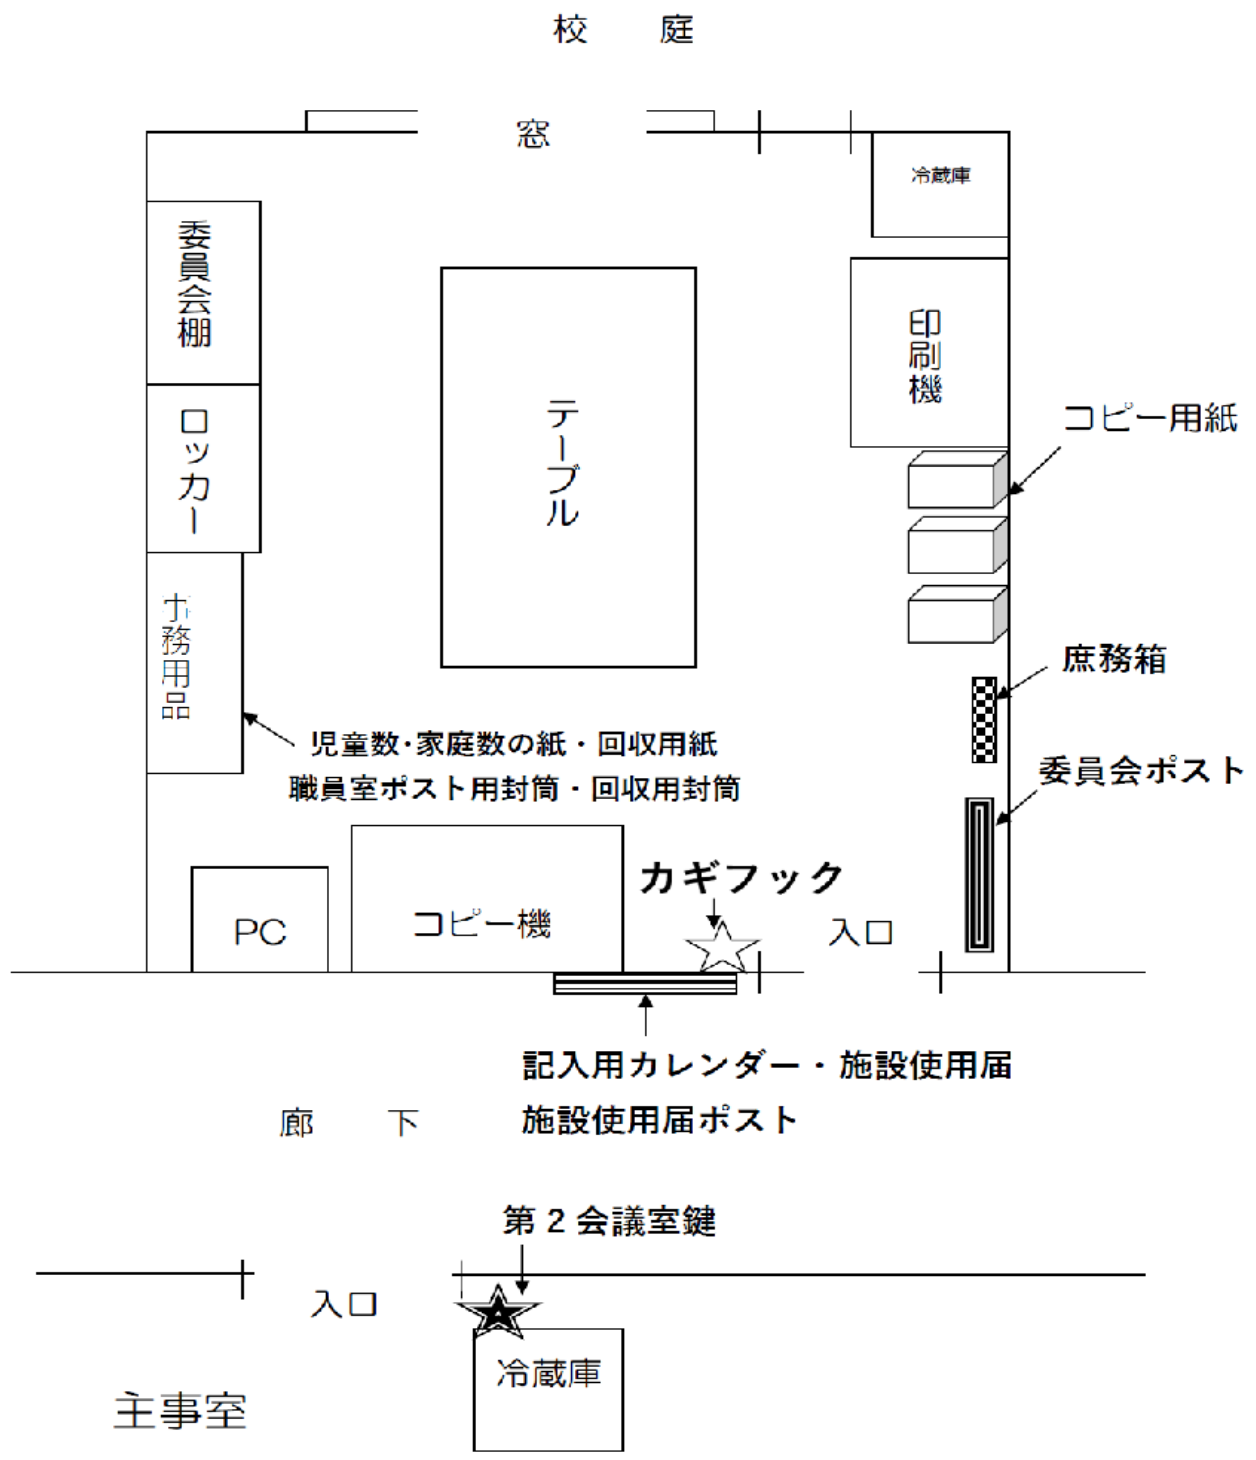 校　庭
窓
冷蔵庫
委員会棚
印刷機
テーブル
ロッカー
コピー用紙
事務用品
庶務箱
児童数・家庭数の紙・回収用紙
職員室ポスト用封筒・回収用封筒
委員会ポスト
カギフック
PC
コピー機
入口
記入用カレンダー・施設使用届
施設使用届ポスト
廊　下
第２会議室鍵
入口
冷蔵庫
主事室